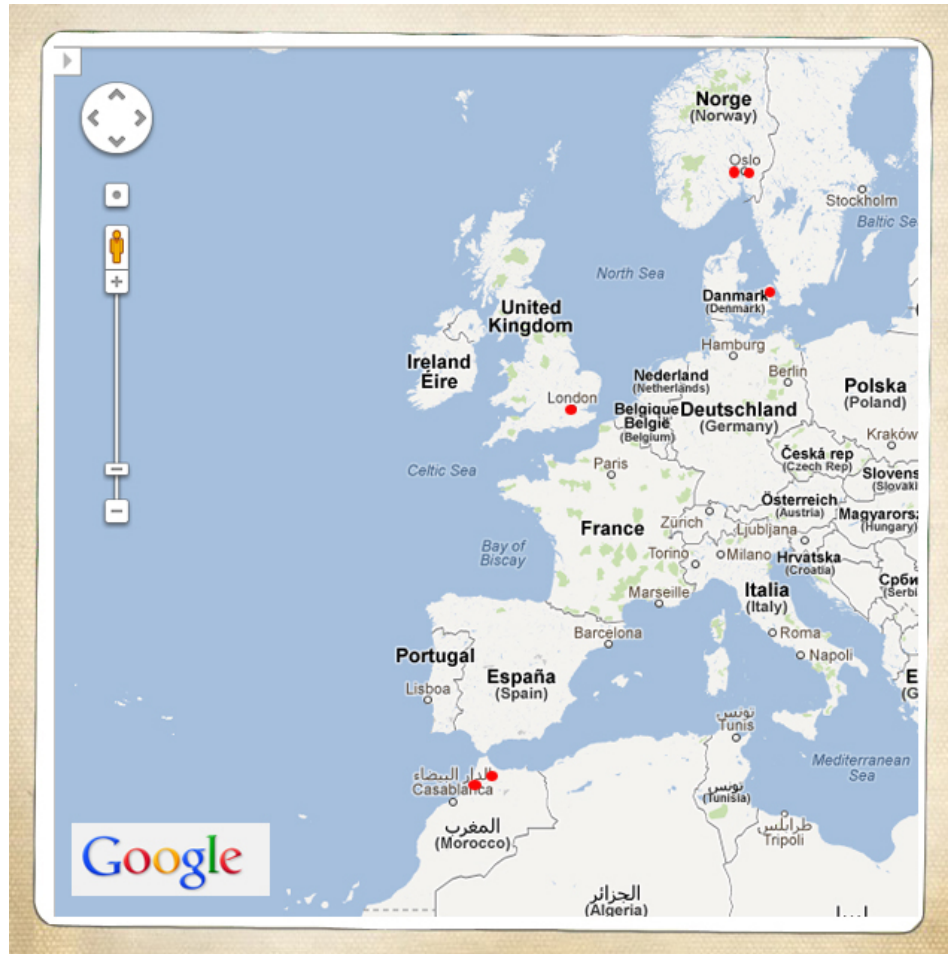 Norge
(Norway)
Oslo
Stockholm
Baltic Se
North Sea
Danmark
(Denmark)
United
Kingdom
Hamburg
Ireland
Éire
Nederland
(Netherlands)
Berlin
Polska
(Poland)
London
Belgique
België
(Belgium)
Deutschland
(Germany)
Kraków
Česká rep
(Czech Rep)
Celtic Sea
Paris
Slovens
(Slovaki
Österreich
(Austria)
Magyarorsz
(Hungary)
Zürich
Ljubljana
France
Bay of
Biscay
Torino
Milano
Hrvatska
(Croatia)
Срби
(Serbi
Marseille
Italia
(Italy)
Barcelona
Roma
Portugal
Napoli
España
(Spain)
E
(G
Lisboa
تونس
Tunis
Mediterranean
Sea
الدار البيضاء
Casablanca
تونس
(Tunisia)
طرابلس
Tripoli
المغرب
(Morocco)
Google
الجزائر
(Algeria)